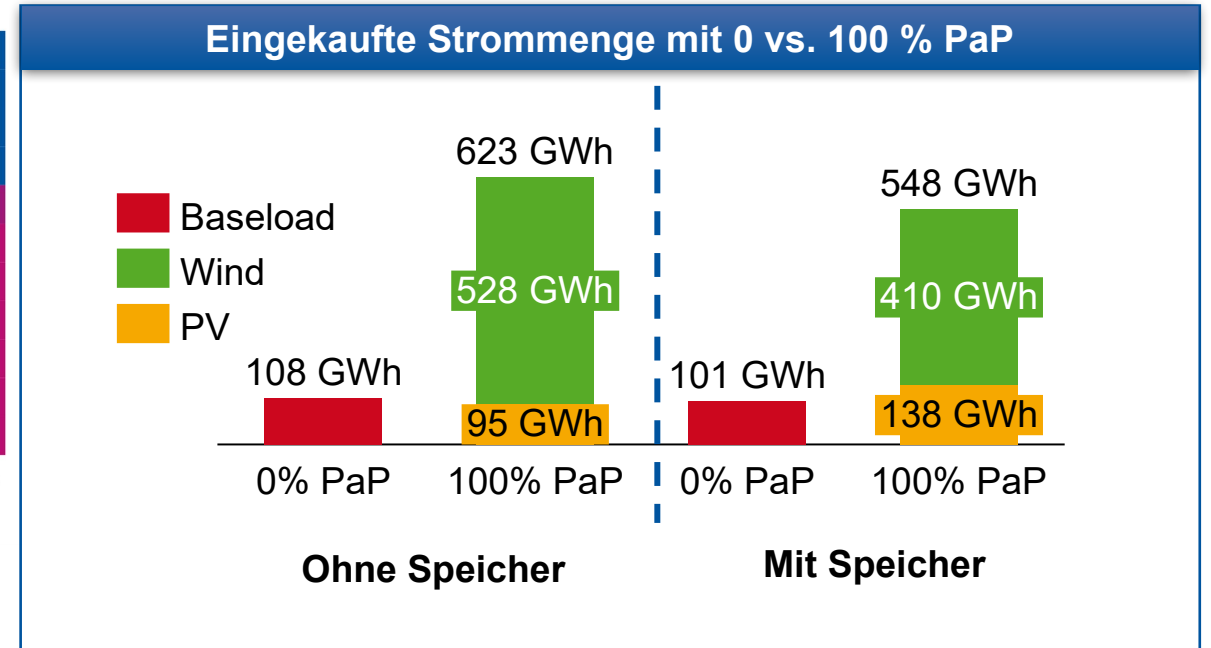 Eingekaufte Strommenge mit 0 vs. 100 % PaP
Baseload
Wind
PV
108 GWh
623 GWh
528 GWh
95 GWh
101 GWh
548 GWh
410 GWh
138 GWh
0% PaP
100% PaP
0% PaP
100% PaP
Ohne Speicher
Mit Speicher